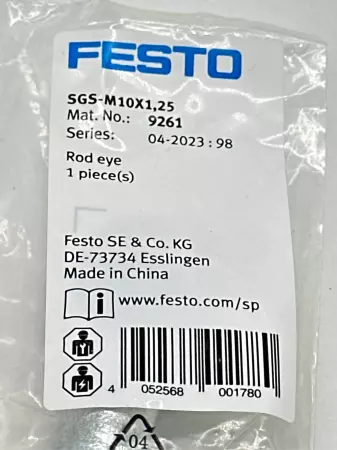 FESTO
SGS-M10X1,25
Mat. No.: 9261
Series: 04-2023 : 98
Rod eye
1 piece(s)
Festo SE & Co. KG
DE-73734 Esslingen
Made in China
www.festo.com/sp
4 052568 001780
04